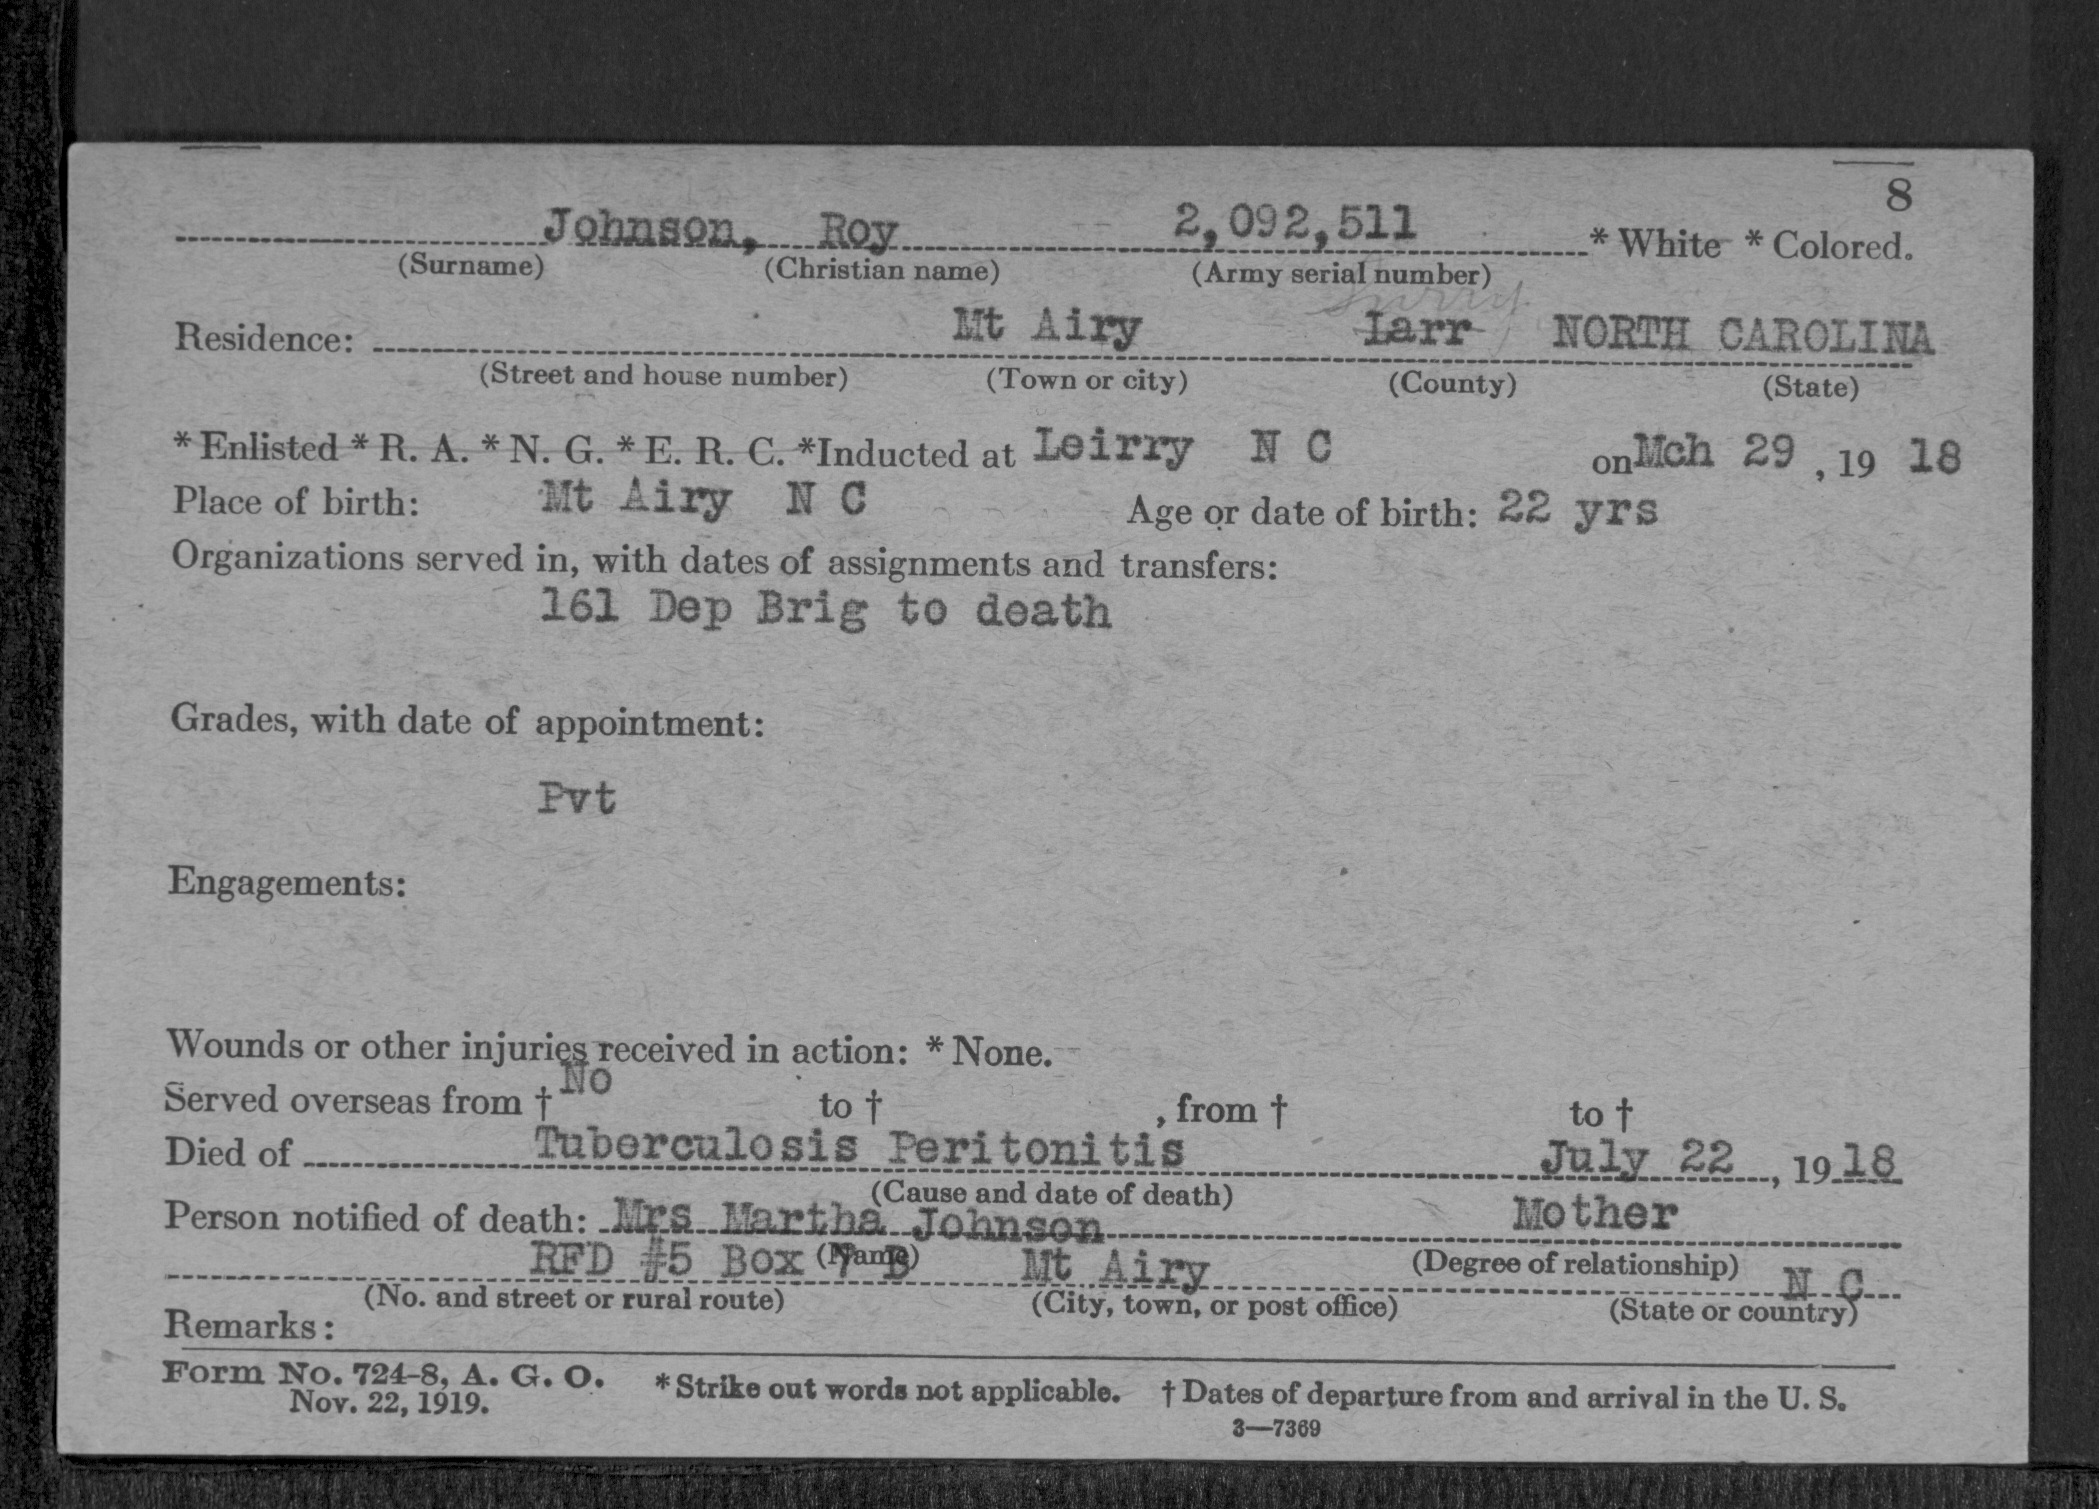 8
Johnson, Roy 2,092,511 * White * Colored.
(Surname) (Christian name) (Army serial number)
Surry
Residence: Mt Airy Iarr NORTH CAROLINA
(Street and house number) (Town or city) (County) (State)
* Enlisted * R. A. * N. G. * E. R. C. *Inducted at Leirry N C on Mch 29 , 19 18
Place of birth: Mt Airy N C Age or date of birth: 22 yrs
Organizations served in, with dates of assignments and transfers:
161 Dep Brig to death
Grades, with date of appointment:
Pvt
Engagements:
Wounds or other injuries received in action: * None.
Served overseas from † No to † , from † to †
Died of Tuberculosis Peritonitis July 22 , 19 18
(Cause and date of death)
Person notified of death: Mrs Martha Johnson Mother
(Name) (Degree of relationship)
RFD #5 Box 7 B Mt Airy N C
(No. and street or rural route) (City, town, or post office) (State or country)
Remarks:
Form No. 724-8, A. G. O. * Strike out words not applicable. † Dates of departure from and arrival in the U. S.
Nov. 22, 1919.
3—7369